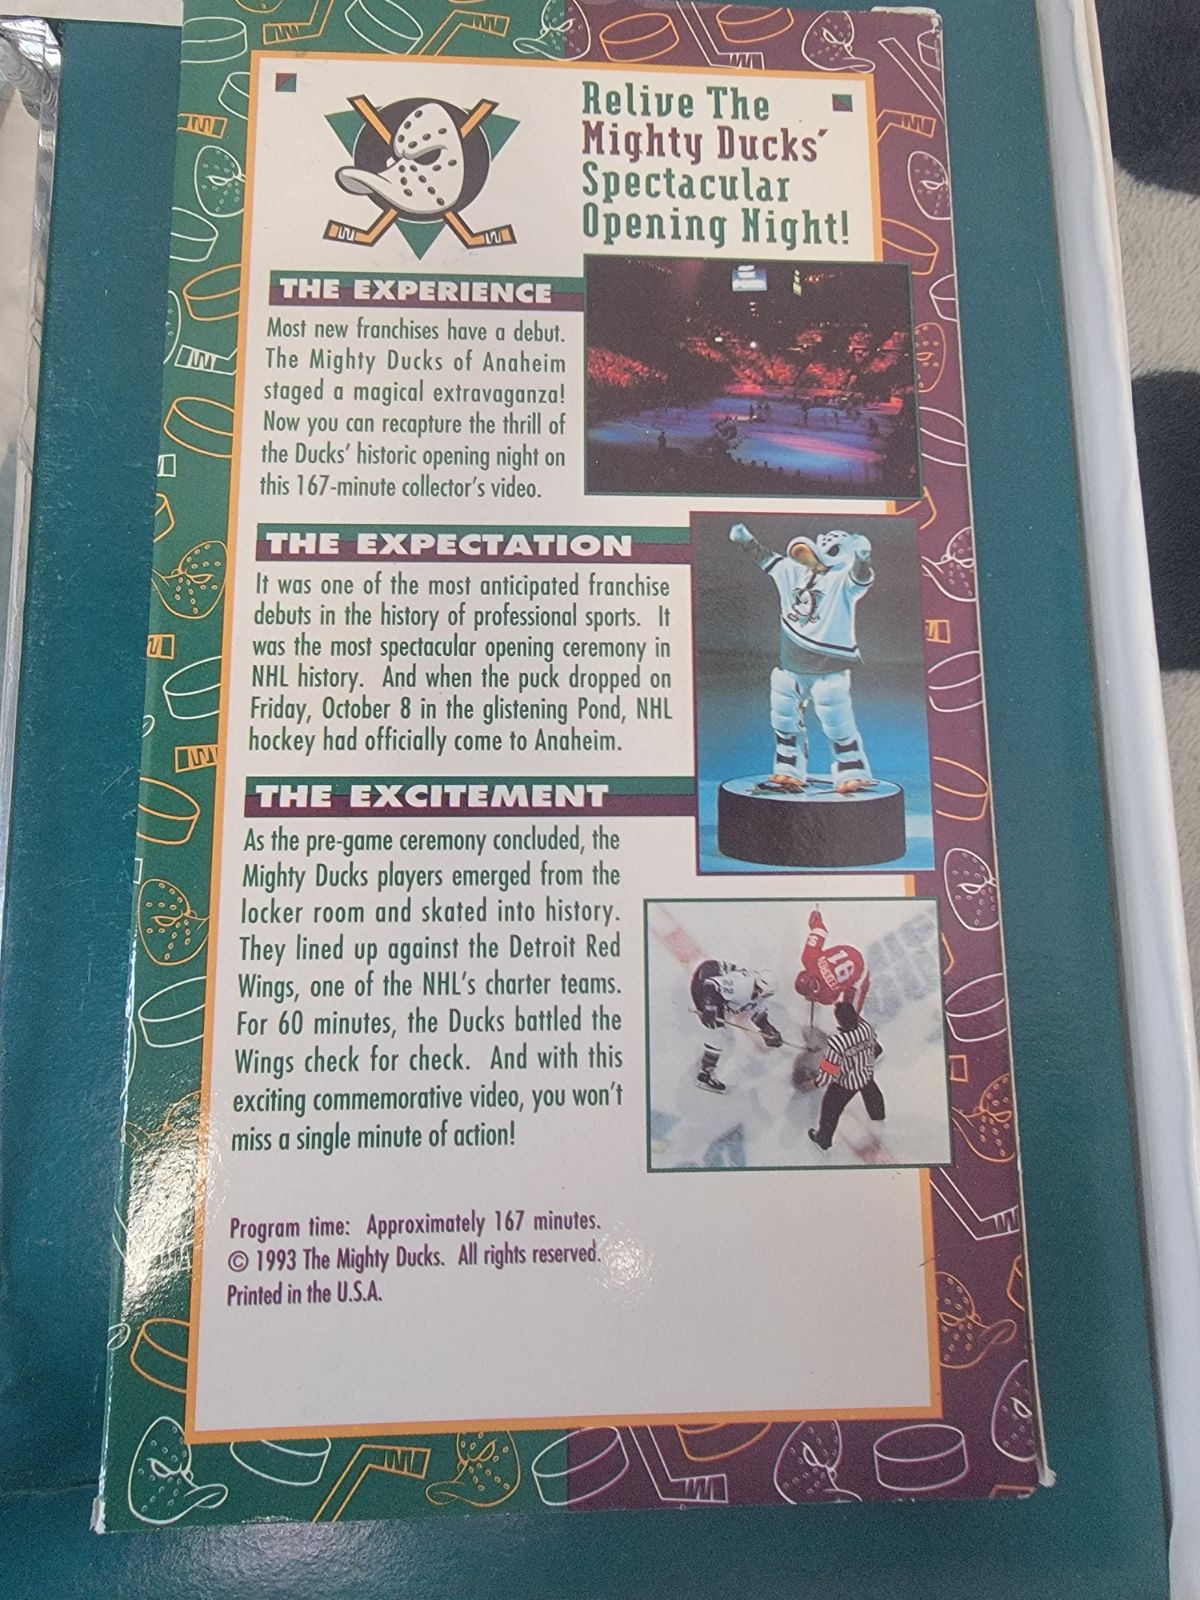 Relive The
Mighty Ducks'
Spectacular
Opening Night!
THE EXPERIENCE
Most new franchises have a debut.
The Mighty Ducks of Anaheim
staged a magical extravaganza!
Now you can recapture the thrill of
the Ducks' historic opening night on
this 167-minute collector's video.
THE EXPECTATION
It was one of the most anticipated franchise
debuts in the history of professional sports. It
was the most spectacular opening ceremony in
NHL history. And when the puck dropped on
Friday, October 8 in the glistening Pond, NHL
hockey had officially come to Anaheim.
THE EXCITEMENT
As the pre-game ceremony concluded, the
Mighty Ducks players emerged from the
locker room and skated into history.
They lined up against the Detroit Red
Wings, one of the NHL's charter teams.
For 60 minutes, the Ducks battled the
Wings check for check. And with this
exciting commemorative video, you won't
miss a single minute of action!
91
22
Program time: Approximately 167 minutes.
© 1993 The Mighty Ducks. All rights reserved.
Printed in the U.S.A.